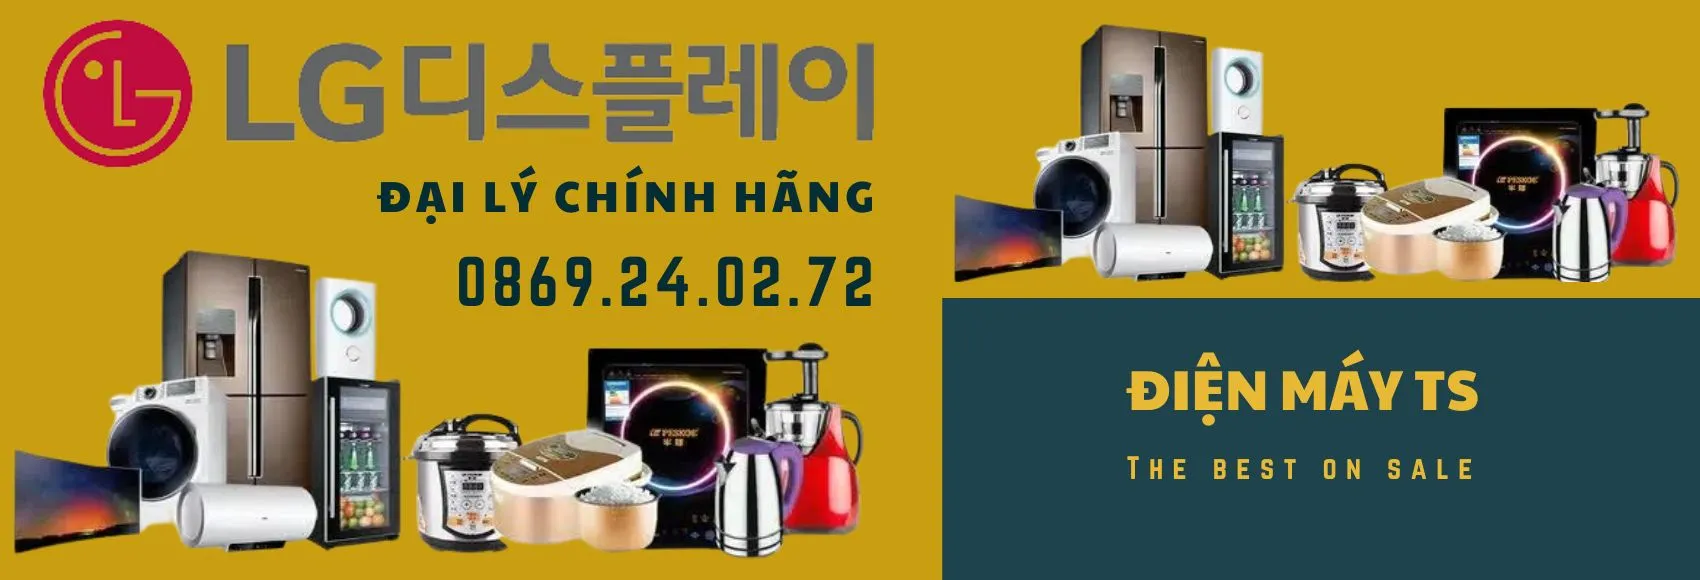 LG디스플레이
ĐẠI LÝ CHÍNH HÃNG
0869.24.02.72
ĐIỆN MÁY TS
THE BEST ON SALE